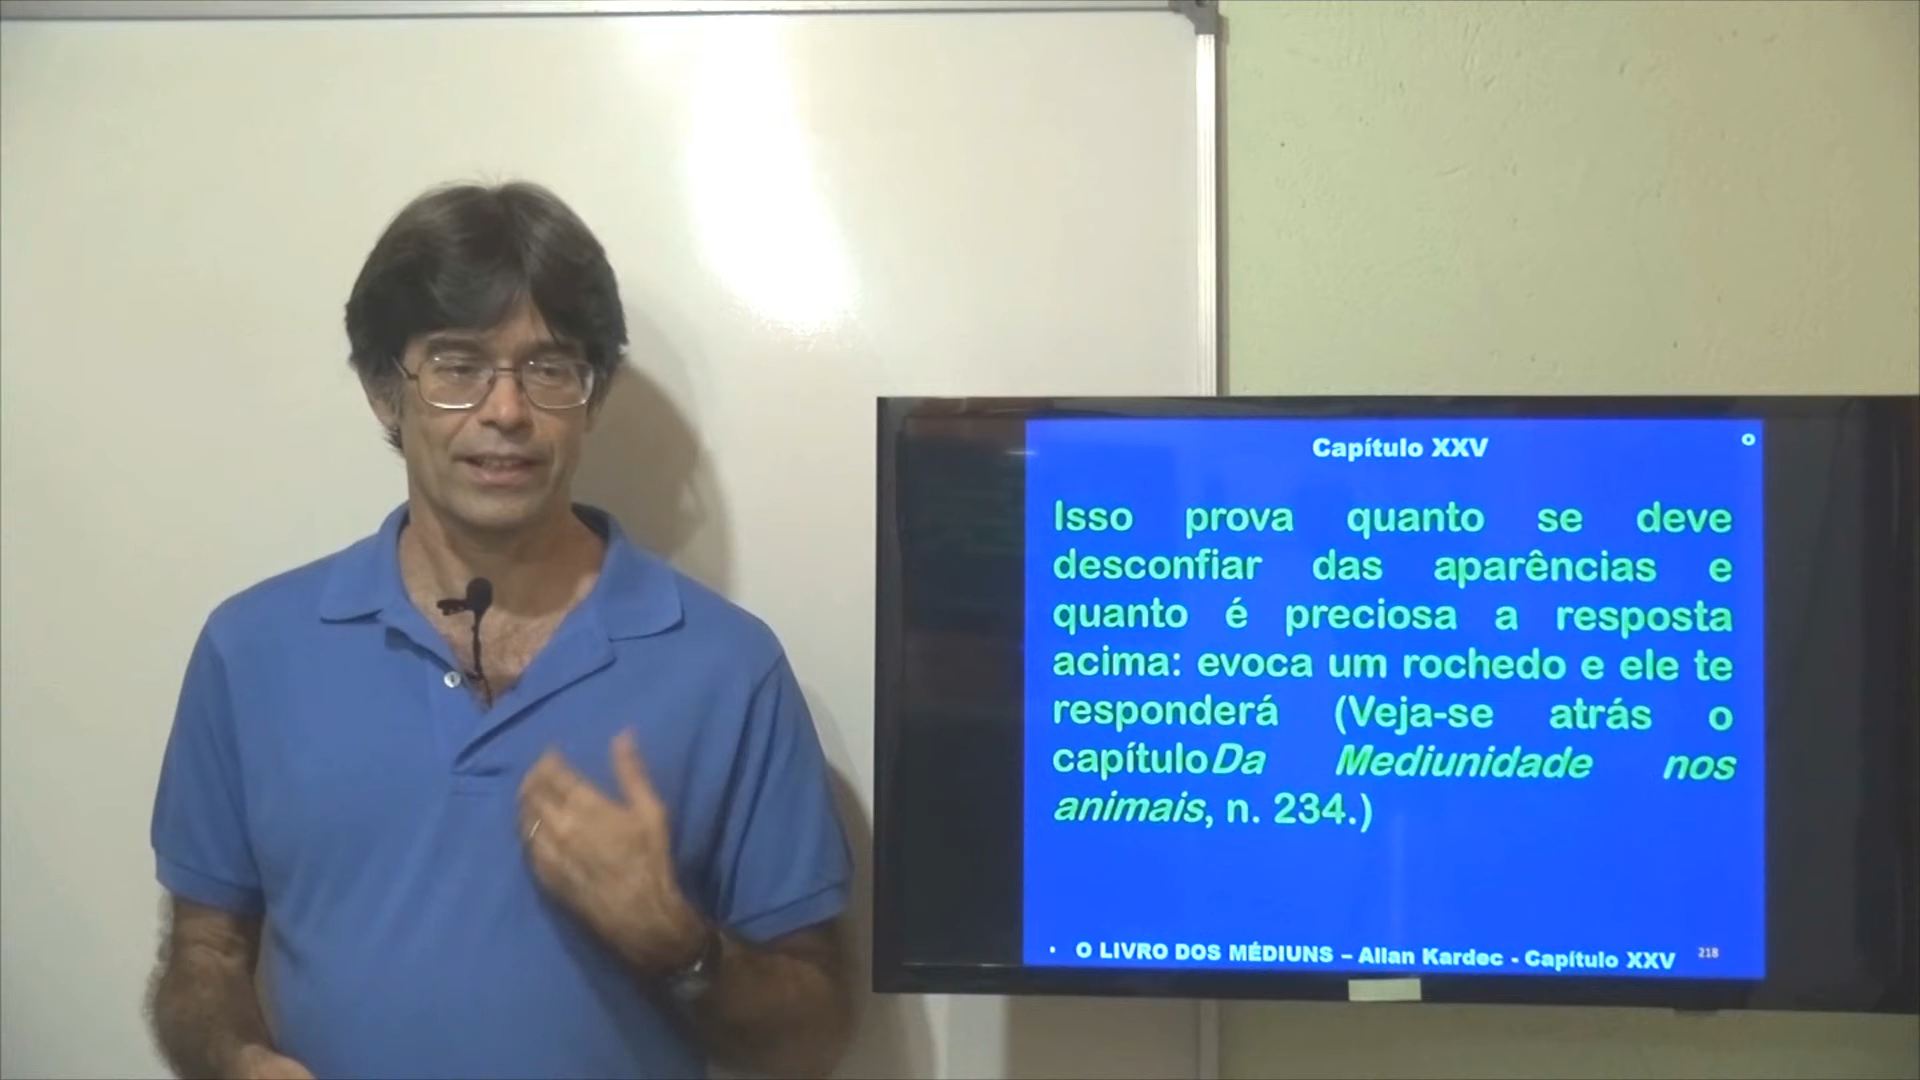 Capítulo XXV
Isso prova quanto se deve
desconfiar das aparências e
quanto é preciosa a resposta
acima: evoca um rochedo e ele te
responderá (Veja-se atrás o
capítulo Da Mediunidade nos
animais, n. 234.)
• O LIVRO DOS MÉDIUNS – Allan Kardec - Capítulo XXV 218